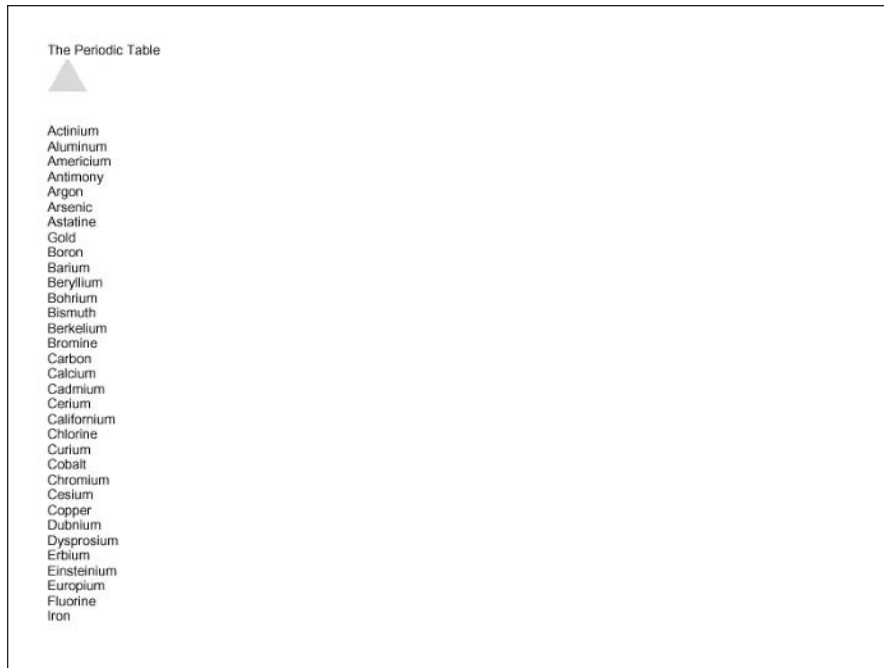 The Periodic Table
Actinium
Aluminum
Americium
Antimony
Argon
Arsenic
Astatine
Gold
Boron
Barium
Beryllium
Bohrium
Bismuth
Berkelium
Bromine
Carbon
Calcium
Cadmium
Cerium
Californium
Chlorine
Curium
Cobalt
Chromium
Cesium
Copper
Dubnium
Dysprosium
Erbium
Einsteinium
Europium
Fluorine
Iron